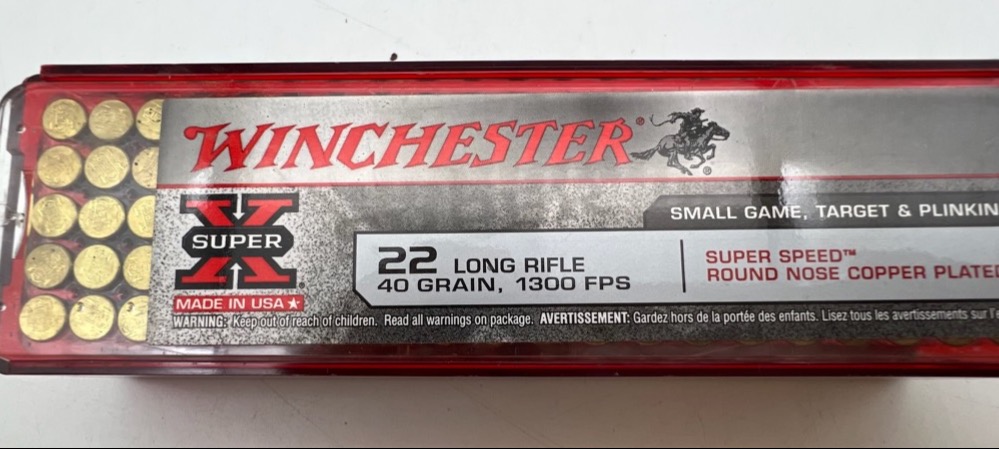 WINCHESTER®
®
SMALL GAME, TARGET & PLINKIN
X
SUPER
22 LONG RIFLE
40 GRAIN, 1300 FPS
SUPER SPEED™
ROUND NOSE COPPER PLATE
MADE IN USA
WARNING: Keep out of reach of children. Read all warnings on package. AVERTISSEMENT: Gardez hors de la portée des enfants. Lisez tous les avertissements sur l'